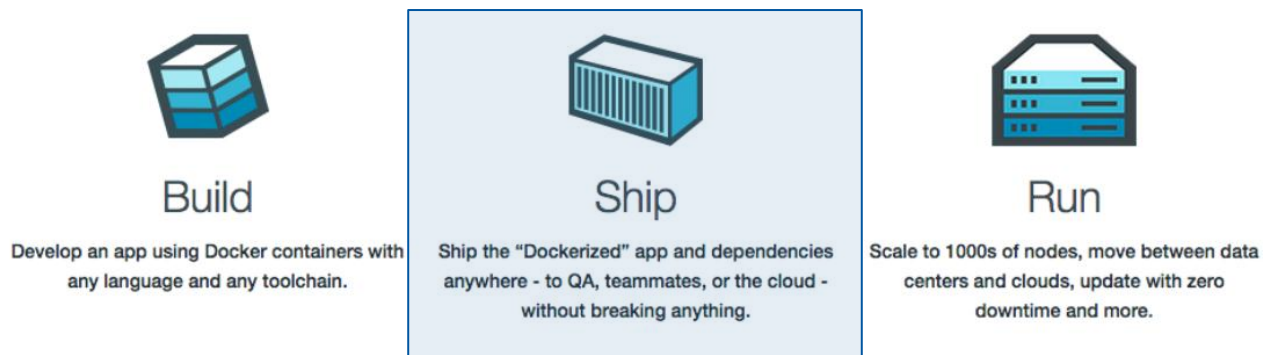 Build
Develop an app using Docker containers with
any language and any toolchain.
Ship
Ship the “Dockerized” app and dependencies
anywhere - to QA, teammates, or the cloud -
without breaking anything.
Run
Scale to 1000s of nodes, move between data
centers and clouds, update with zero
downtime and more.